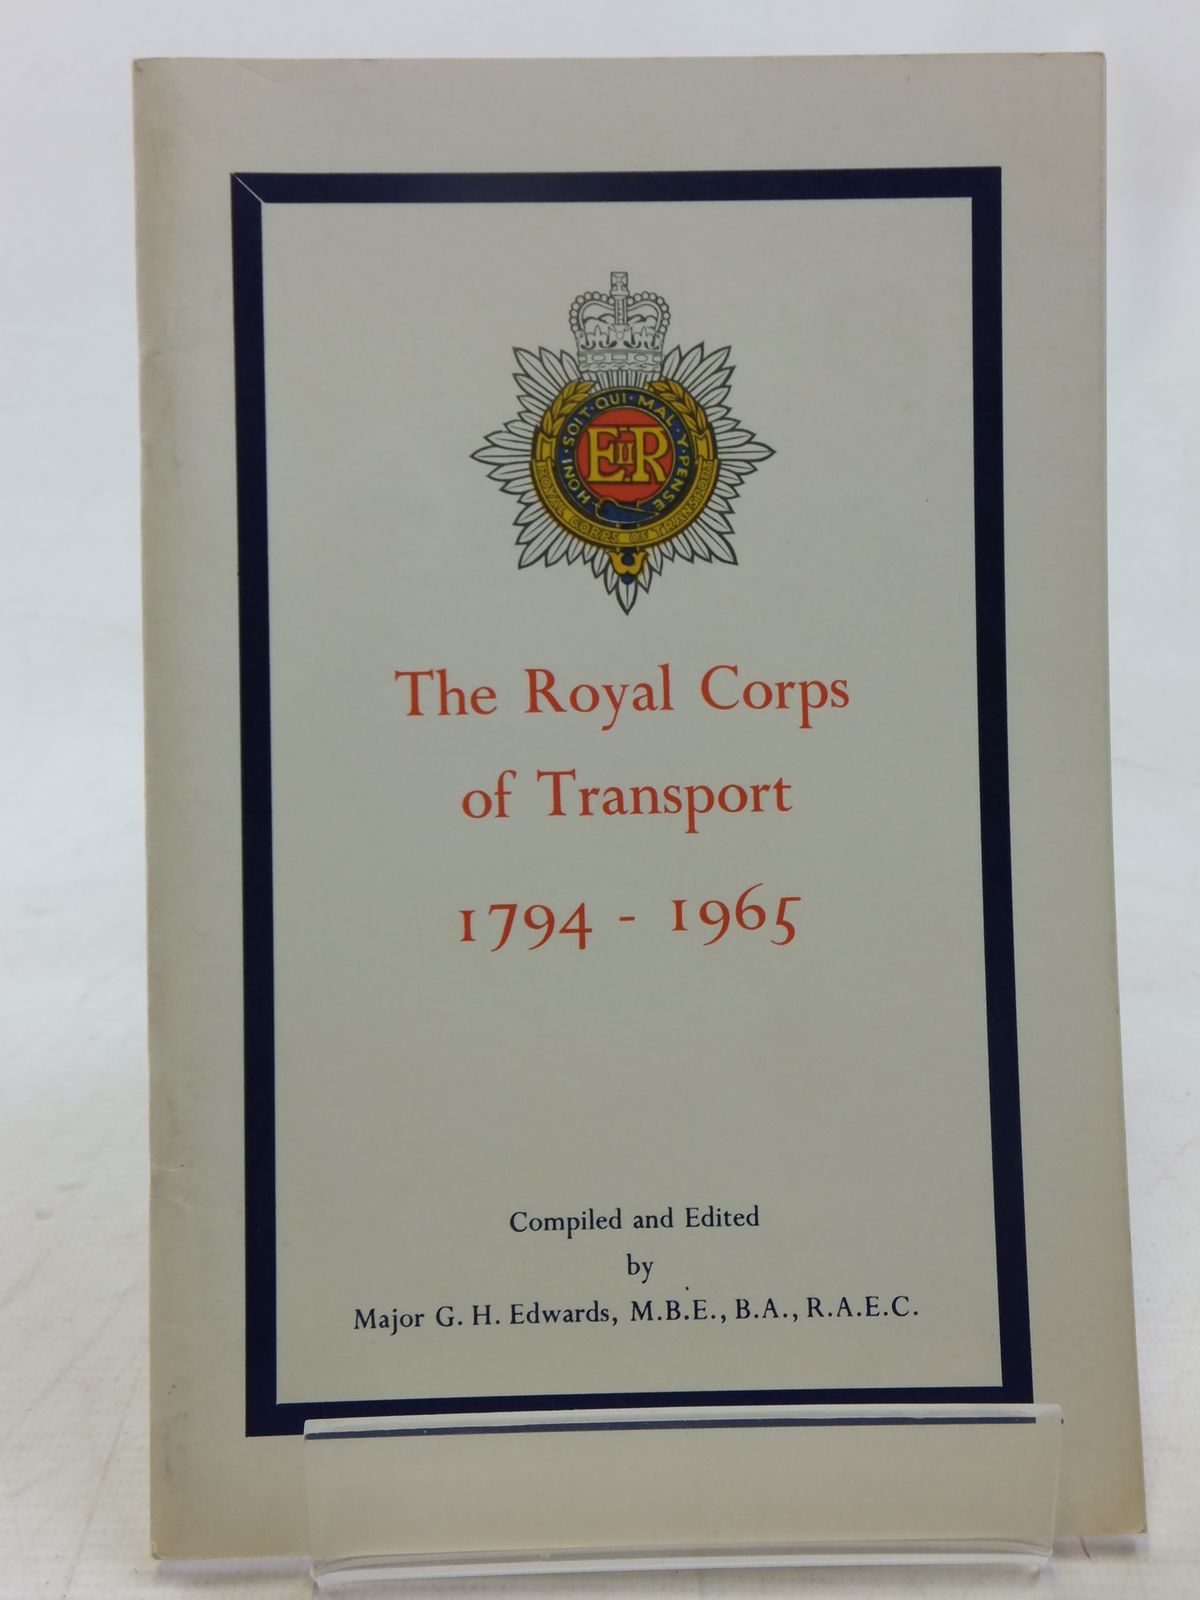 HONI · SOIT · QUI · MAL · Y · PENSE
EIIR
ROYAL CORPS OF TRANSPORT
The Royal Corps
of Transport
1794 - 1965
Compiled and Edited
by
Major G. H. Edwards, M.B.E., B.A., R.A.E.C.